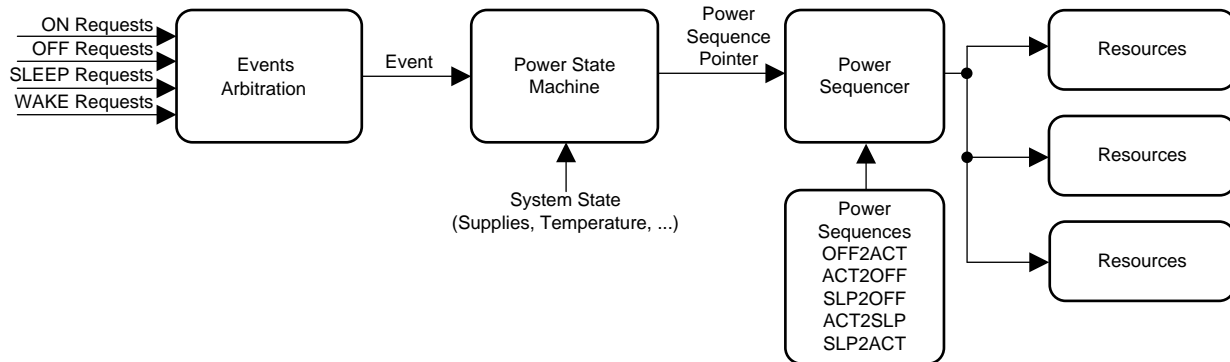 ON Requests
OFF Requests
SLEEP Requests
WAKE Requests
Events
Arbitration
Event
Power State
Machine
System State
(Supplies, Temperature, ...)
Power
Sequence
Pointer
Power
Sequencer
Power
Sequences
OFF2ACT
ACT2OFF
SLP2OFF
ACT2SLP
SLP2ACT
Resources
Resources
Resources